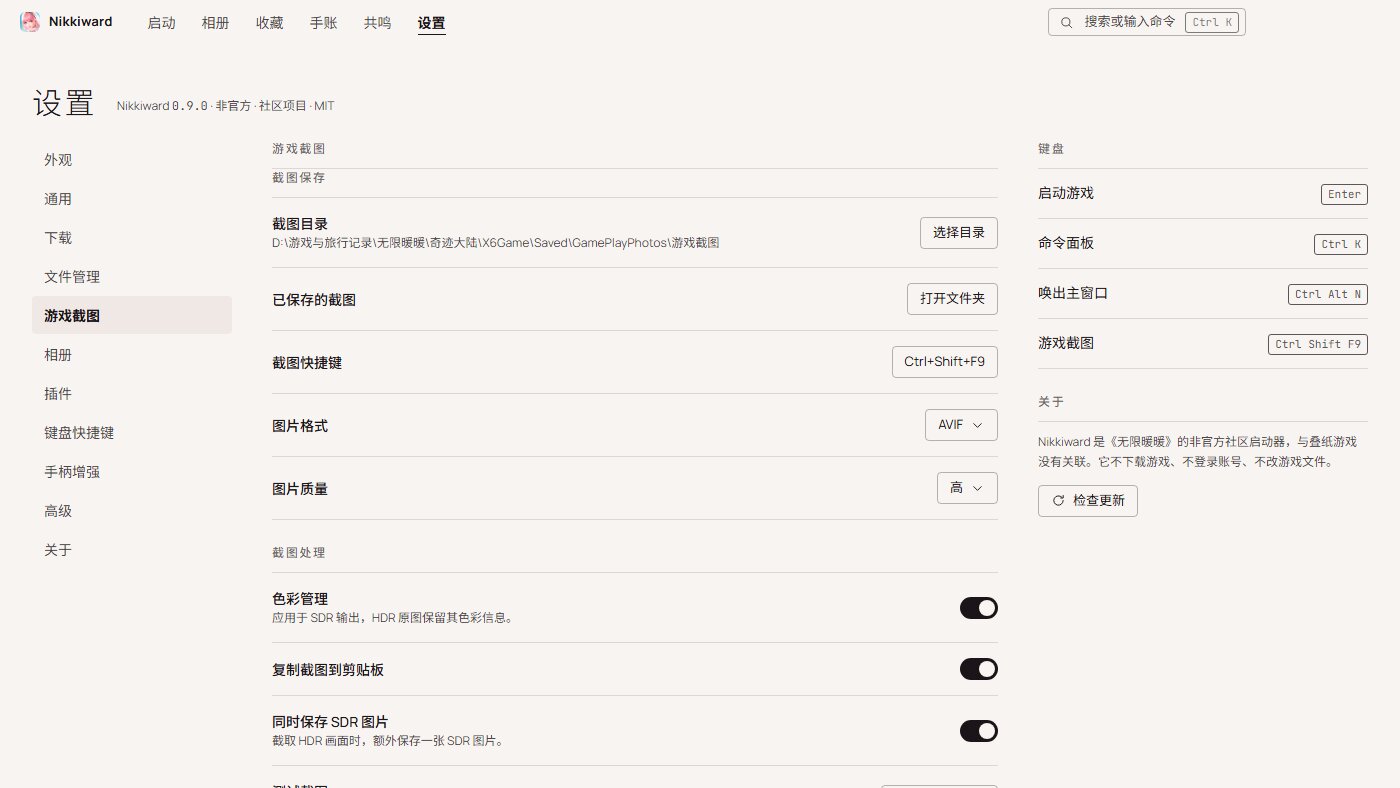 Nikkiward
启动
相册
收藏
手账
共鸣
设置
搜索或输入命令 Ctrl K
设置
Nikkiward 0.9.0 · 非官方 · 社区项目 · MIT
外观
通用
下载
文件管理
游戏截图
相册
插件
键盘快捷键
手柄增强
高级
关于
游戏截图
截图保存
截图目录
D:\游戏与旅行记录\无限暖暖\奇迹大陆\X6Game\Saved\GamePlayPhotos\游戏截图
选择目录
已保存的截图
打开文件夹
截图快捷键
Ctrl+Shift+F9
图片格式
AVIF
图片质量
高
截图处理
色彩管理
应用于 SDR 输出，HDR 原图保留其色彩信息。
复制截图到剪贴板
同时保存 SDR 图片
截取 HDR 画面时，额外保存一张 SDR 图片。
键盘
启动游戏
Enter
命令面板
Ctrl K
唤出主窗口
Ctrl Alt N
游戏截图
Ctrl Shift F9
关于
Nikkiward 是《无限暖暖》的非官方社区启动器，与叠纸游戏
没有关联。它不下载游戏、不登录账号、不改游戏文件。
检查更新